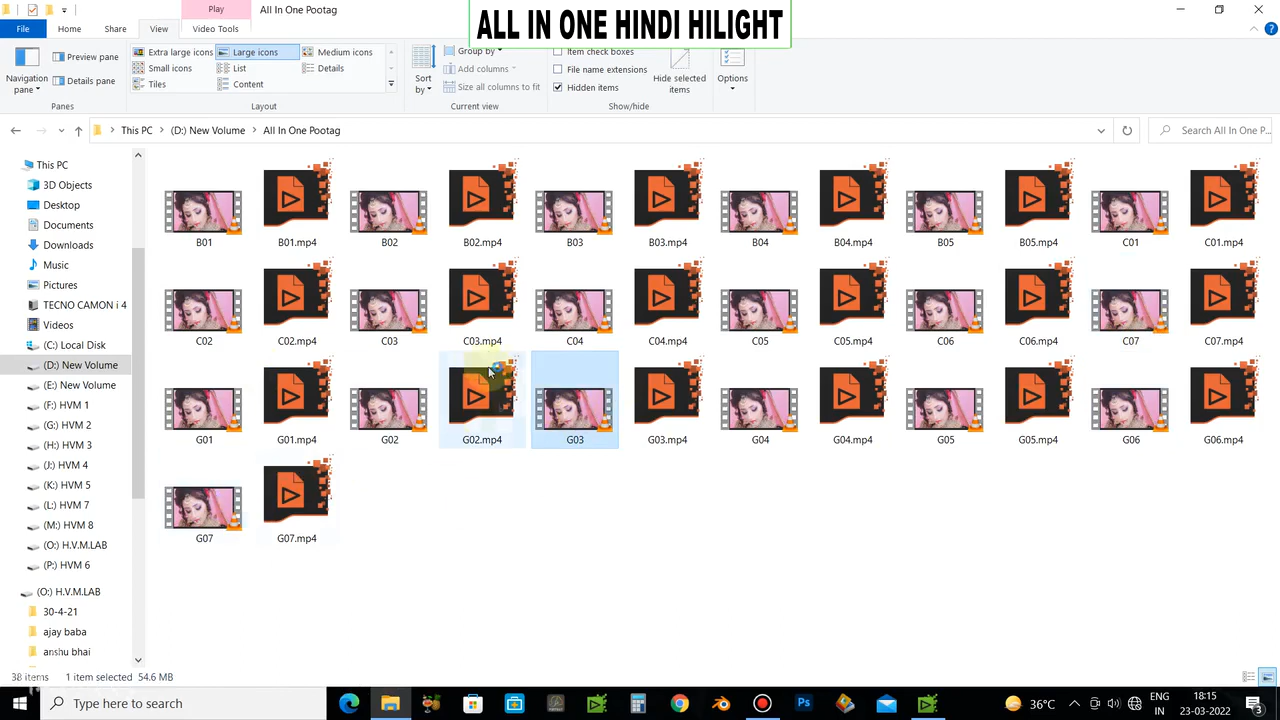 Play
All In One Pootag
ALL IN ONE HINDI HILIGHT
File
Home
Share
View
Video Tools
Navigation
pane
Preview pane
Details pane
Panes
Extra large icons
Large icons
Medium icons
Small icons
List
Details
Tiles
Content
Layout
Sort
by
Group by
Add columns
Size all columns to fit
Current view
Item check boxes
File name extensions
Hidden items
Hide selected
items
Show/hide
Options
This PC
(D:) New Volume
All In One Pootag
Search All In One P...
This PC
3D Objects
Desktop
Documents
Downloads
Music
Pictures
TECNO CAMON i 4
Videos
(C:) Local Disk
(D:) New Volume
(E:) New Volume
(F:) HVM 1
(G:) HVM 2
(H:) HVM 3
(J:) HVM 4
(K:) HVM 5
(L:) HVM 7
(M:) HVM 8
(O:) H.V.M.LAB
(P:) HVM 6
(O:) H.V.M.LAB
30-4-21
ajay baba
anshu bhai
B01 B01.mp4 B02 B02.mp4 B03 B03.mp4 B04 B04.mp4 B05 B05.mp4 C01 C01.mp4
C02 C02.mp4 C03 C03.mp4 C04 C04.mp4 C05 C05.mp4 C06 C06.mp4 C07 C07.mp4
G01 G01.mp4 G02 G02.mp4 G03 G03.mp4 G04 G04.mp4 G05 G05.mp4 G06 G06.mp4
G07 G07.mp4
38 items 1 item selected 54.6 MB
Type here to search
36°C
ENG
IN
18:15
23-03-2022
3